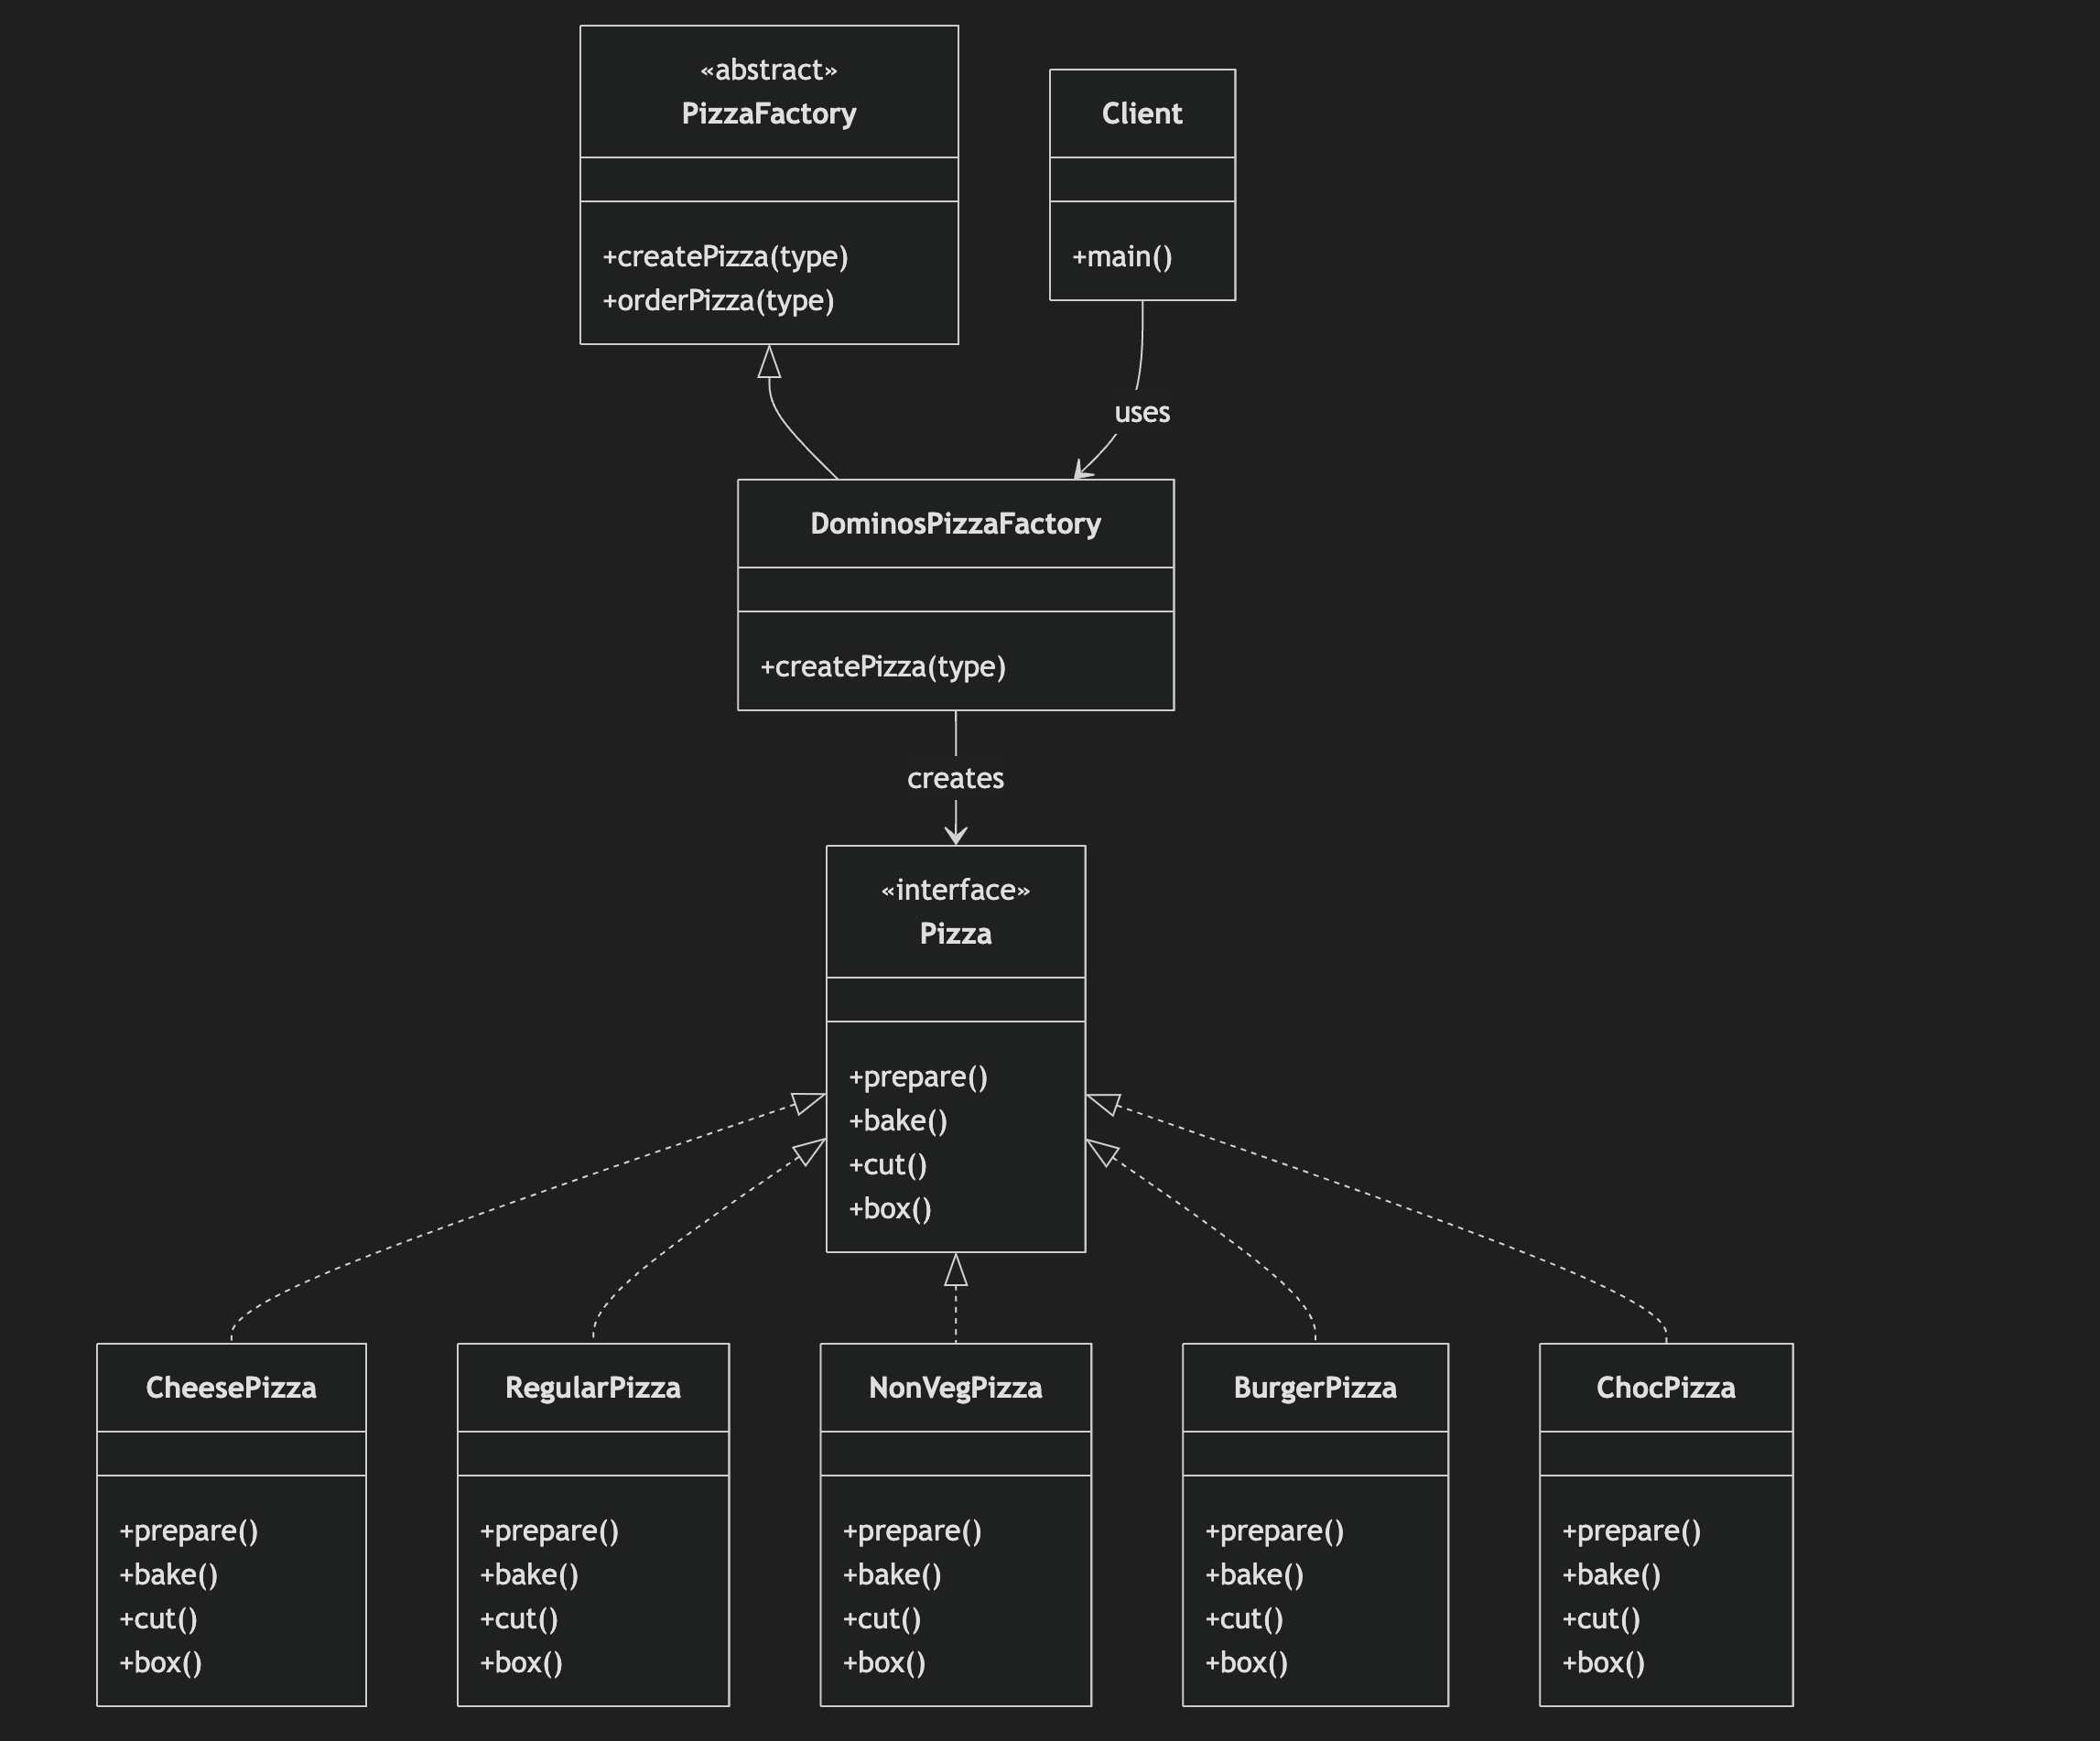 «abstract»
PizzaFactory
+createPizza(type)
+orderPizza(type)
Client
+main()
uses
DominosPizzaFactory
+createPizza(type)
creates
«interface»
Pizza
+prepare()
+bake()
+cut()
+box()
CheesePizza
+prepare()
+bake()
+cut()
+box()
RegularPizza
+prepare()
+bake()
+cut()
+box()
NonVegPizza
+prepare()
+bake()
+cut()
+box()
BurgerPizza
+prepare()
+bake()
+cut()
+box()
ChocPizza
+prepare()
+bake()
+cut()
+box()